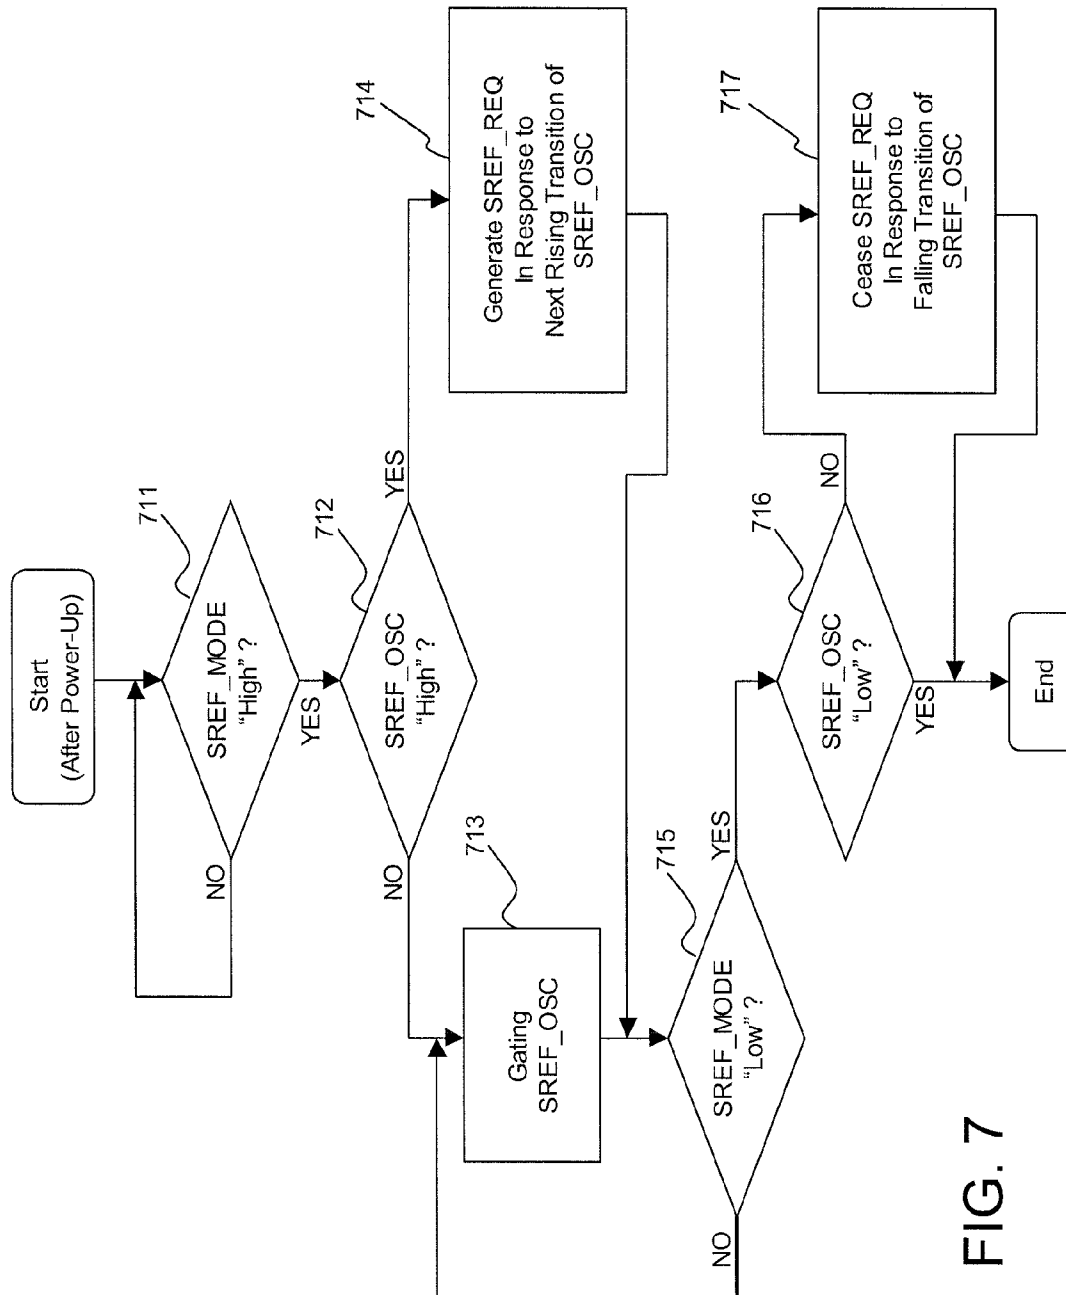 Start
(After Power-Up)
711
SREF_MODE
“High” ?
NO
YES
712
SREF_OSC
“High” ?
NO
YES
713
Gating
SREF_OSC
714
Generate SREF_REQ
In Response to
Next Rising Transition of
SREF_OSC
715
SREF_MODE
“Low” ?
NO
YES
716
SREF_OSC
“Low” ?
NO
YES
717
Cease SREF_REQ
In Response to
Falling Transition of
SREF_OSC
End
FIG. 7